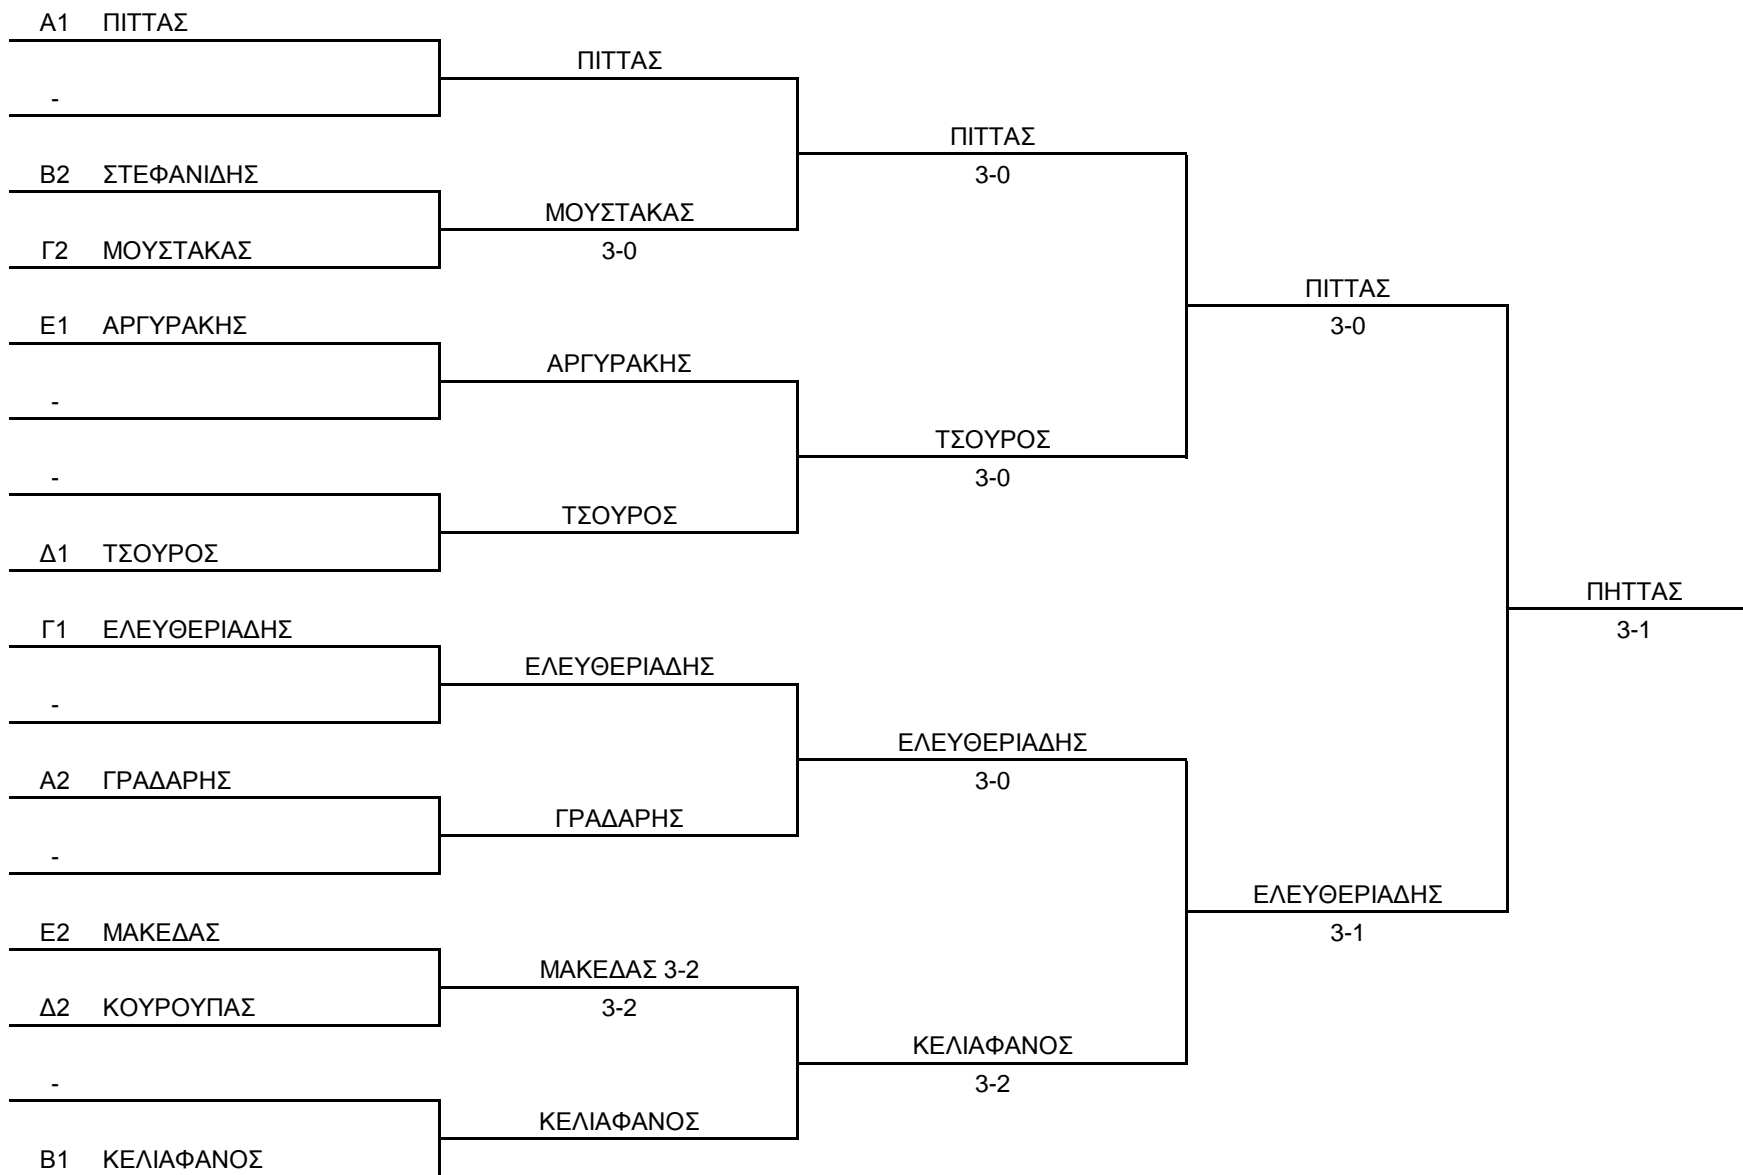 Α1 ΠΙΤΤΑΣ
ΠΙΤΤΑΣ
-
ΠΙΤΤΑΣ
Β2 ΣΤΕΦΑΝΙΔΗΣ
3-0
ΜΟΥΣΤΑΚΑΣ
Γ2 ΜΟΥΣΤΑΚΑΣ
3-0
ΠΙΤΤΑΣ
Ε1 ΑΡΓΥΡΑΚΗΣ
3-0
ΑΡΓΥΡΑΚΗΣ
-
ΤΣΟΥΡΟΣ
-
3-0
ΤΣΟΥΡΟΣ
Δ1 ΤΣΟΥΡΟΣ
ΠΗΤΤΑΣ
Γ1 ΕΛΕΥΘΕΡΙΑΔΗΣ
3-1
ΕΛΕΥΘΕΡΙΑΔΗΣ
-
ΕΛΕΥΘΕΡΙΑΔΗΣ
Α2 ΓΡΑΔΑΡΗΣ
3-0
ΓΡΑΔΑΡΗΣ
-
ΕΛΕΥΘΕΡΙΑΔΗΣ
Ε2 ΜΑΚΕΔΑΣ
3-1
ΜΑΚΕΔΑΣ 3-2
Δ2 ΚΟΥΡΟΥΠΑΣ
3-2
ΚΕΛΙΑΦΑΝΟΣ
-
3-2
ΚΕΛΙΑΦΑΝΟΣ
Β1 ΚΕΛΙΑΦΑΝΟΣ